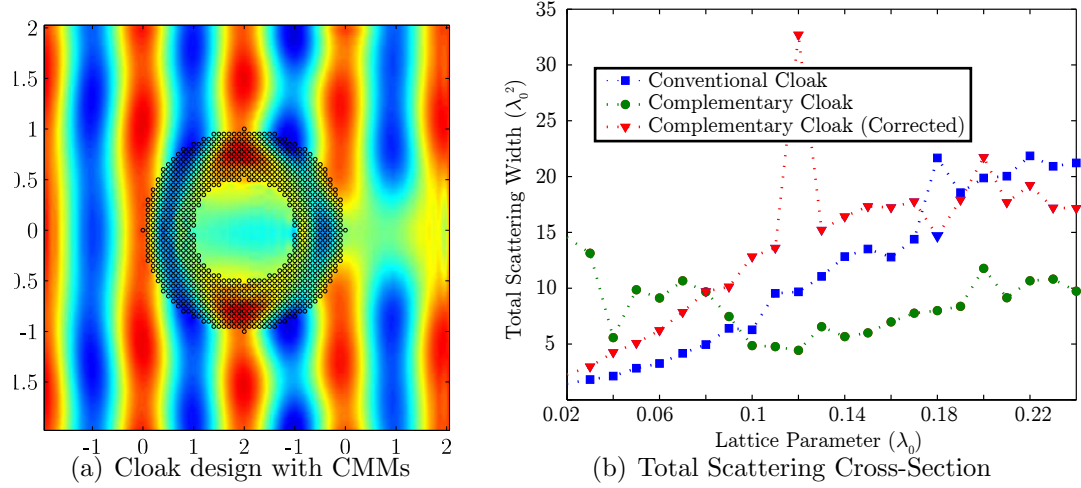 2
1.5
1
0.5
0
0.5
-1
1.5
-1 0 2 -1 0 2
(a) Cloak design with CMMs
35
30
25
20
15
10
5
Total Scattering Width (λ₀²)
Conventional Cloak
Complementary Cloak
Complementary Cloak (Corrected)
0.02 0.06 0.1 0.14 0.18 0.22
Lattice Parameter (λ₀)
(b) Total Scattering Cross-Section